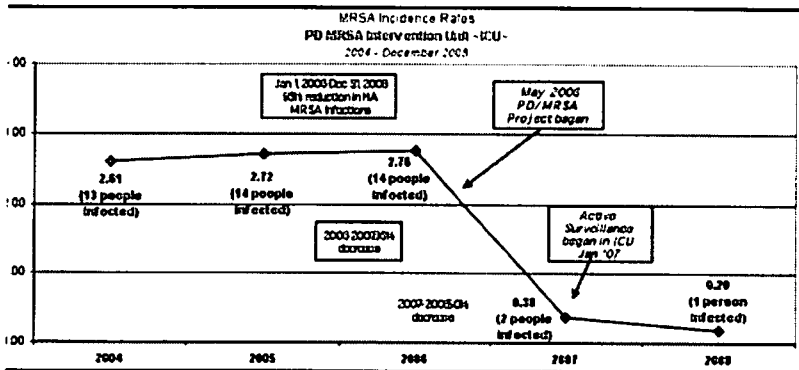 MRSA Incidence Rates
PD MRSA Intervention Unit ~ICU~
2004 - December 2008
Jan 1, 2006-Dec 31, 2008
reduction in HA
MRSA Infections
May 2006
PD/MRSA
Project began
2.61
(13 people
infected)
2.72
(14 people
infected)
2.76
(14 people
infected)
decrease
Active
Surveillance
began in ICU
Jan '07
decrease
0.38
(2 people
infected)
(1 person
infected)
2004
2005
2006
2007
2008